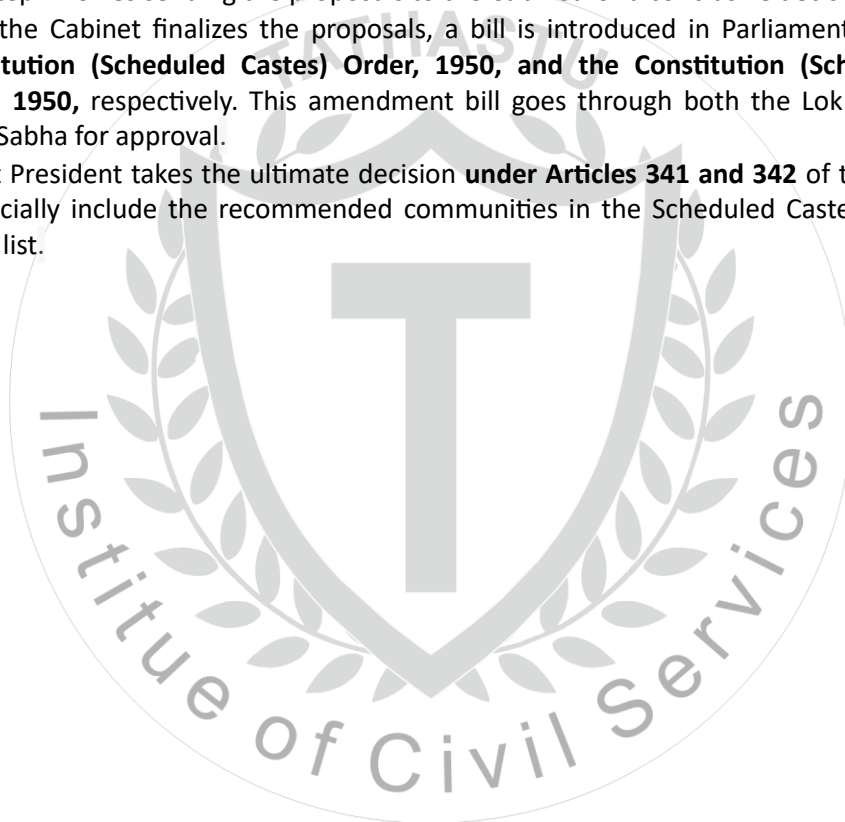 the Cabinet finalizes the proposals, a bill is introduced in Parliament
tution (Scheduled Castes) Order, 1950, and the Constitution (Sch
1950, respectively. This amendment bill goes through both the Lok
Sabha for approval.
t President takes the ultimate decision under Articles 341 and 342 of t
cially include the recommended communities in the Scheduled Caste
list.
TATHASTU
T
Institue of Civil Services